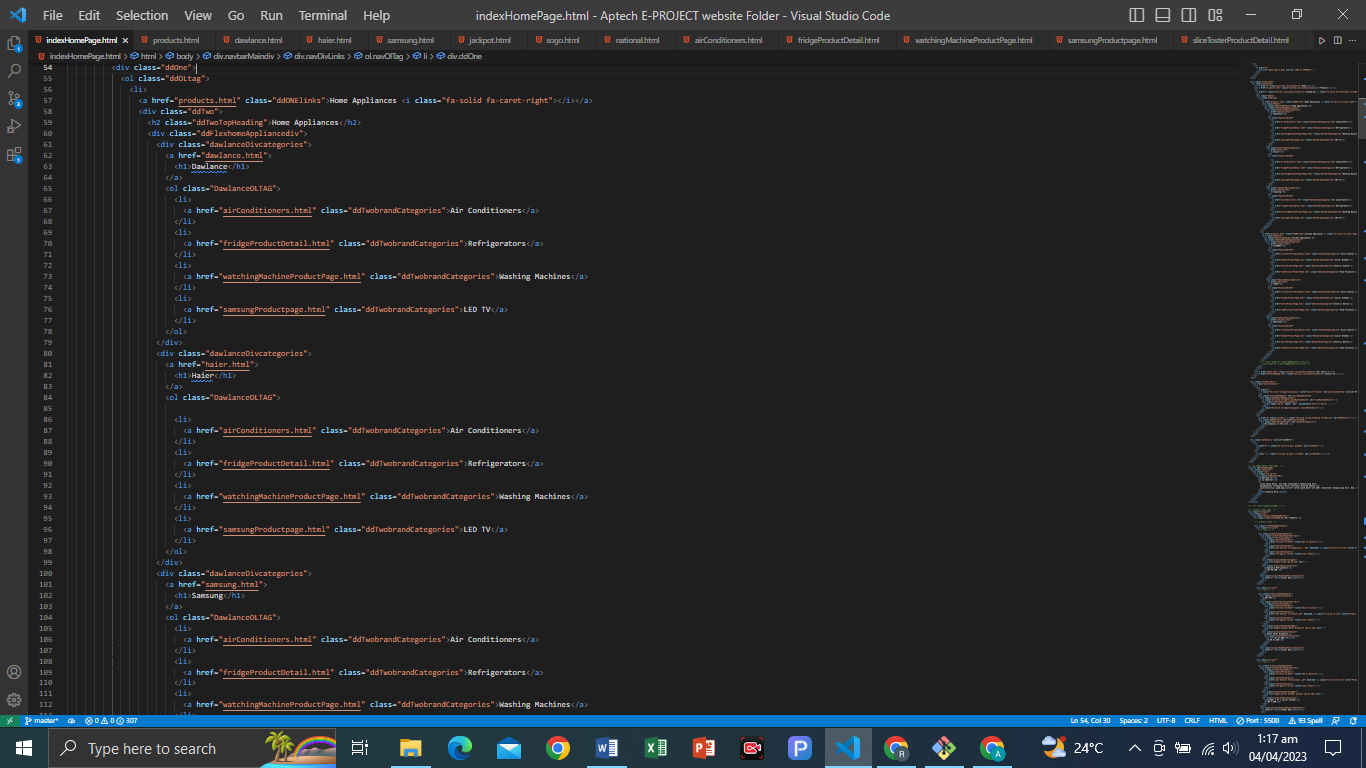 File Edit Selection View Go Run Terminal Help indexHomePage.html - Aptech E-PROJECT website Folder - Visual Studio Code
indexHomePage.html products.html dawlance.html haier.html samsung.html jackpot.html sogo.html national.html airConditioners.html fridgeProductDetail.html watchingMachineProductPage.html samsungProductpage.html sliceTosterProductDetail.html
indexHomePage.html > html > body > div.navbarMaindiv > div.navDivLinks > ol.navOlTag > li > div.ddOne
54 <div class="ddOne">
55 <ol class="ddOLtag">
56 <li>
57 <a href="products.html" class="ddONElinks">Home Appliances <i class="fa-solid fa-caret-right"></i></a>
58 <div class="ddTwo">
59 <h2 class="ddTwoTopHeading">Home Appliances</h2>
60 <div class="ddFlexhomeAppliancediv">
61 <div class="dawlanceDivcategories">
62 <a href="dawlance.html">
63 <h1>Dawlance</h1>
64 </a>
65 <ol class="DawlanceOLTAG">
66 <li>
67 <a href="airConditioners.html" class="ddTwobrandCategories">Air Conditioners</a>
68 </li>
69 <li>
70 <a href="fridgeProductDetail.html" class="ddTwobrandCategories">Refrigerators</a>
71 </li>
72 <li>
73 <a href="watchingMachineProductPage.html" class="ddTwobrandCategories">Washing Machines</a>
74 </li>
75 <li>
76 <a href="samsungProductpage.html" class="ddTwobrandCategories">LED TV</a>
77 </li>
78 </ol>
79 </div>
80 <div class="dawlanceDivcategories">
81 <a href="haier.html">
82 <h1>Haier</h1>
83 </a>
84 <ol class="DawlanceOLTAG">
85
86 <li>
87 <a href="airConditioners.html" class="ddTwobrandCategories">Air Conditioners</a>
88 </li>
89 <li>
90 <a href="fridgeProductDetail.html" class="ddTwobrandCategories">Refrigerators</a>
91 </li>
92 <li>
93 <a href="watchingMachineProductPage.html" class="ddTwobrandCategories">Washing Machines</a>
94 </li>
95 <li>
96 <a href="samsungProductpage.html" class="ddTwobrandCategories">LED TV</a>
97 </li>
98 </ol>
99 </div>
100 <div class="dawlanceDivcategories">
101 <a href="samsung.html">
102 <h1>Samsung</h1>
103 </a>
104 <ol class="DawlanceOLTAG">
105 <li>
106 <a href="airConditioners.html" class="ddTwobrandCategories">Air Conditioners</a>
107 </li>
108 <li>
109 <a href="fridgeProductDetail.html" class="ddTwobrandCategories">Refrigerators</a>
110 </li>
111 <li>
112 <a href="watchingMachineProductPage.html" class="ddTwobrandCategories">Washing Machines</a>
master* 0 0 307 Ln 54, Col 30 Spaces: 2 UTF-8 CRLF HTML Port : 5500 93 Spell
Type here to search 24°C 1:17 am
04/04/2023